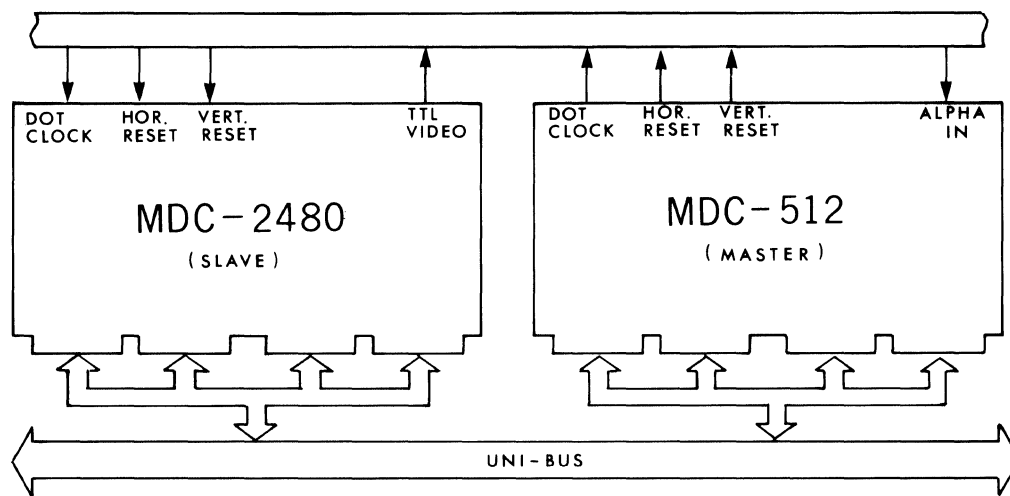 DOT CLOCK
HOR. RESET
VERT. RESET
TTL VIDEO
MDC-2480
(SLAVE)
DOT CLOCK
HOR. RESET
VERT. RESET
ALPHA IN
MDC-512
(MASTER)
UNI-BUS